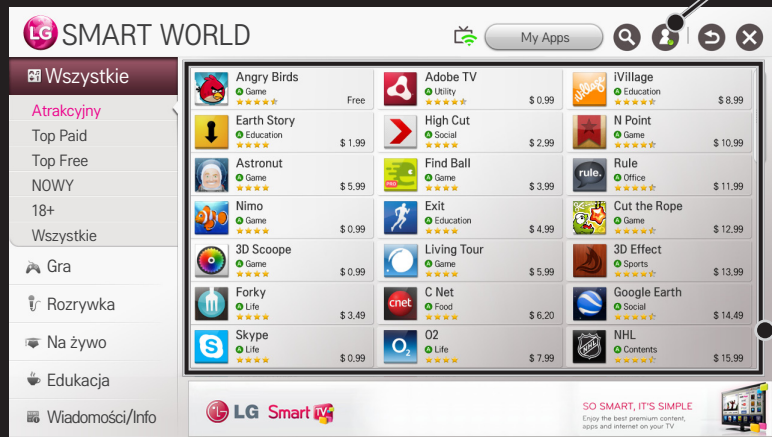 LG SMART WORLD
My Apps
Wszystkie
Atrakcyjny
Top Paid
Top Free
NOWY
18+
Wszystkie
Gra
Rozrywka
Na żywo
Edukacja
Wiadomości/Info
Angry Birds
A Game
Free
Adobe TV
A Utility
$ 0,99
iVillage
A Education
$ 8,99
Earth Story
A Education
$ 1,99
High Cut
A Social
$ 2,99
N Point
A Game
$ 10,99
Astronut
A Game
$ 5,99
PRO
Find Ball
A Game
$ 3,99
rule.
Rule
A Office
$ 11,99
Nimo
A Game
$ 0,99
Exit
A Education
$ 4,99
Cut the Rope
A Game
$ 12,99
3D Scoope
A Game
$ 0,99
Living Tour
A Game
$ 5,99
3D Effect
A Sports
$ 13,99
Forky
A Life
$ 3,49
cnet
C Net
A Food
$ 6,20
Google Earth
A Social
$ 14,49
S
Skype
A Life
$ 0,99
O2
02
A Life
$ 7,99
NHL
NHL
A Contents
$ 15,99
LG Smart TV
SO SMART, IT'S SIMPLE
Enjoy the best premium content,
apps and internet on your TV